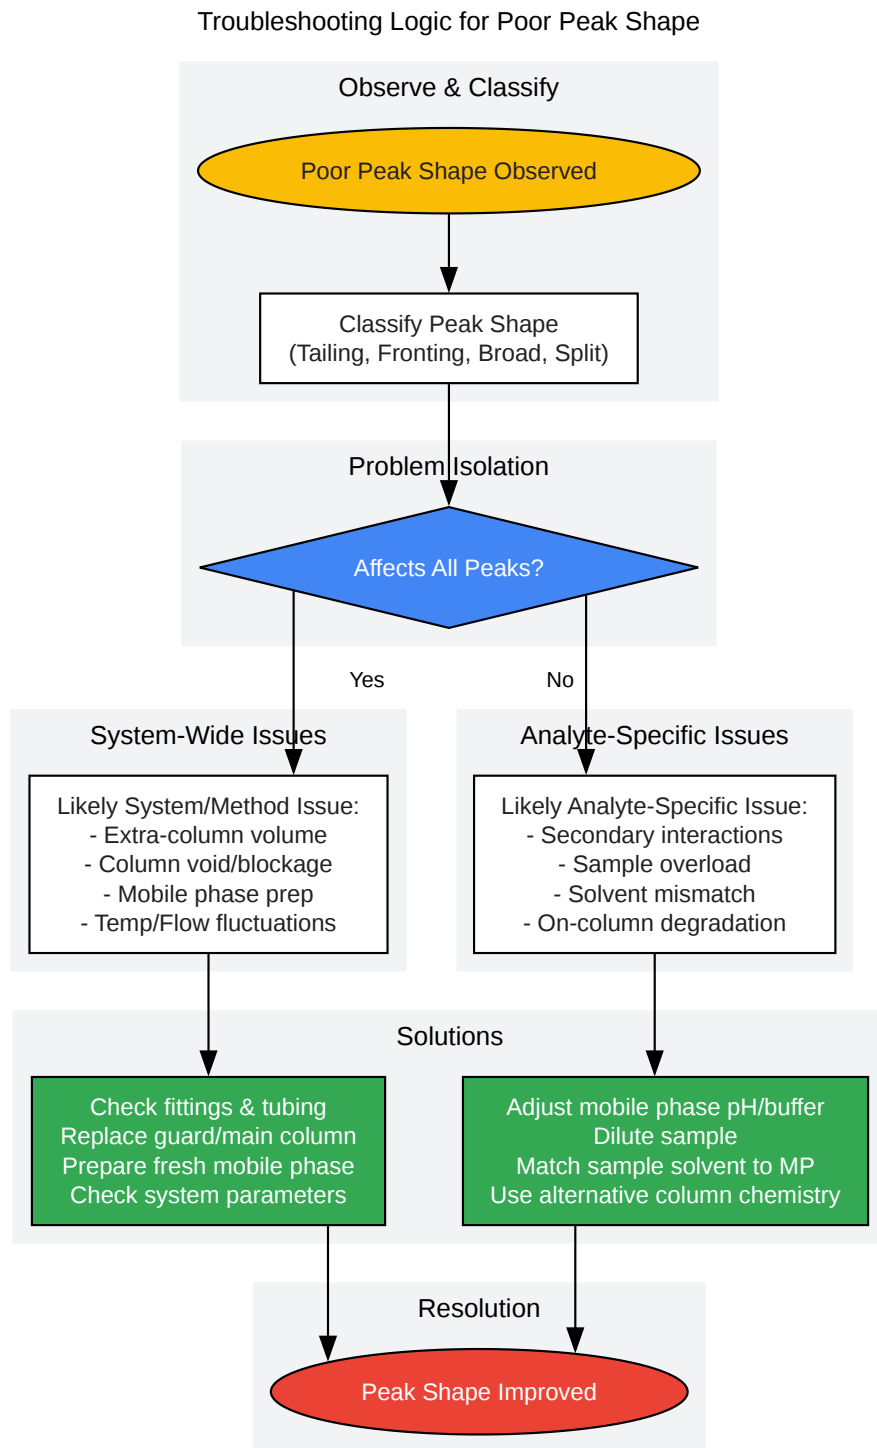 Troubleshooting Logic for Poor Peak Shape
Observe & Classify
Poor Peak Shape Observed
Classify Peak Shape
(Tailing, Fronting, Broad, Split)
Problem Isolation
Affects All Peaks?
Yes
No
System-Wide Issues
Likely System/Method Issue:
- Extra-column volume
- Column void/blockage
- Mobile phase prep
- Temp/Flow fluctuations
Analyte-Specific Issues
Likely Analyte-Specific Issue:
- Secondary interactions
- Sample overload
- Solvent mismatch
- On-column degradation
Solutions
Check fittings & tubing
Replace guard/main column
Prepare fresh mobile phase
Check system parameters
Adjust mobile phase pH/buffer
Dilute sample
Match sample solvent to MP
Use alternative column chemistry
Resolution
Peak Shape Improved